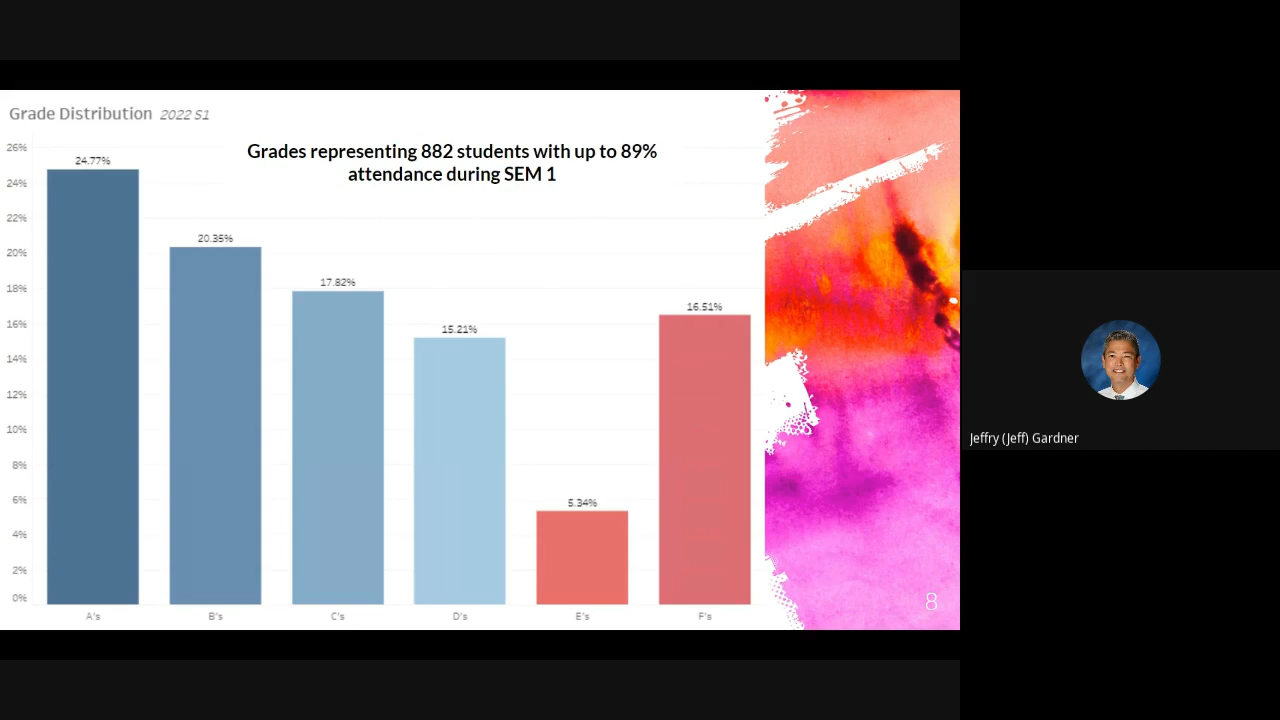 Grade Distribution 2022 S1
Grades representing 882 students with up to 89%
attendance during SEM 1
26%
24%
22%
20%
18%
16%
14%
12%
10%
8%
6%
4%
2%
0%
24.77%
20.35%
17.82%
15.21%
5.34%
16.51%
A's
B's
C's
D's
E's
F's
8
Jeffry (Jeff) Gardner